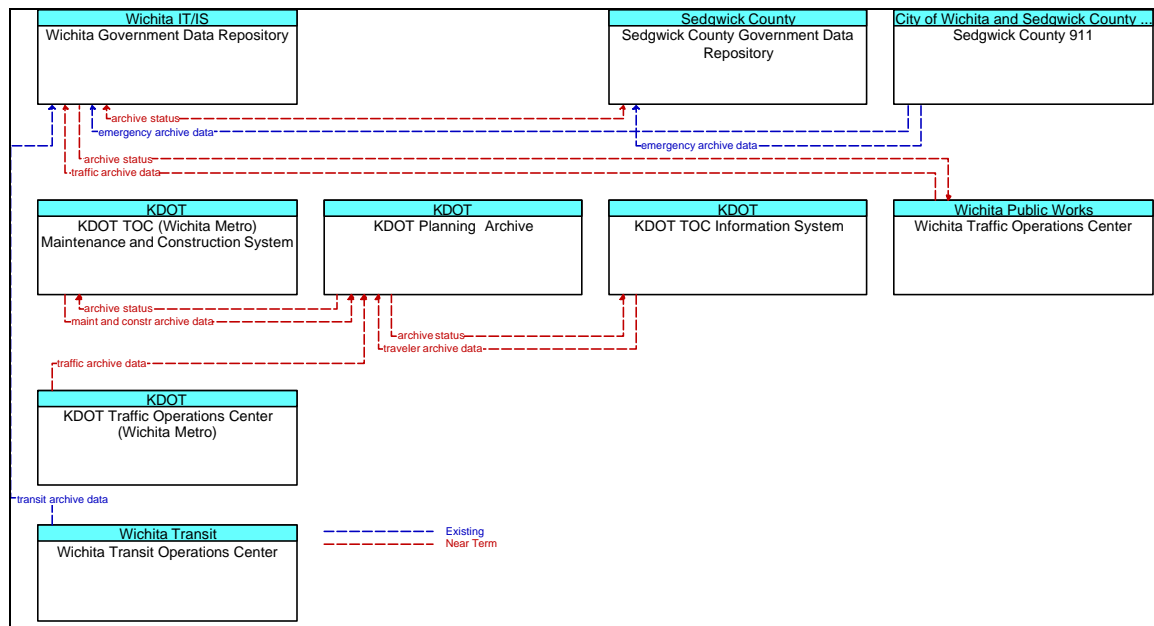 Wichita IT/IS
Wichita Government Data Repository
Sedgwick County
Sedgwick County Government Data
Repository
City of Wichita and Sedgwick County ...
Sedgwick County 911
archive status
emergency archive data
emergency archive data
archive status
traffic archive data
KDOT
KDOT TOC (Wichita Metro)
Maintenance and Construction System
KDOT
KDOT Planning Archive
KDOT
KDOT TOC Information System
Wichita Public Works
Wichita Traffic Operations Center
archive status
maint and constr archive data
archive status
traveler archive data
traffic archive data
KDOT
KDOT Traffic Operations Center
(Wichita Metro)
transit archive data
Wichita Transit
Wichita Transit Operations Center
Existing
Near Term